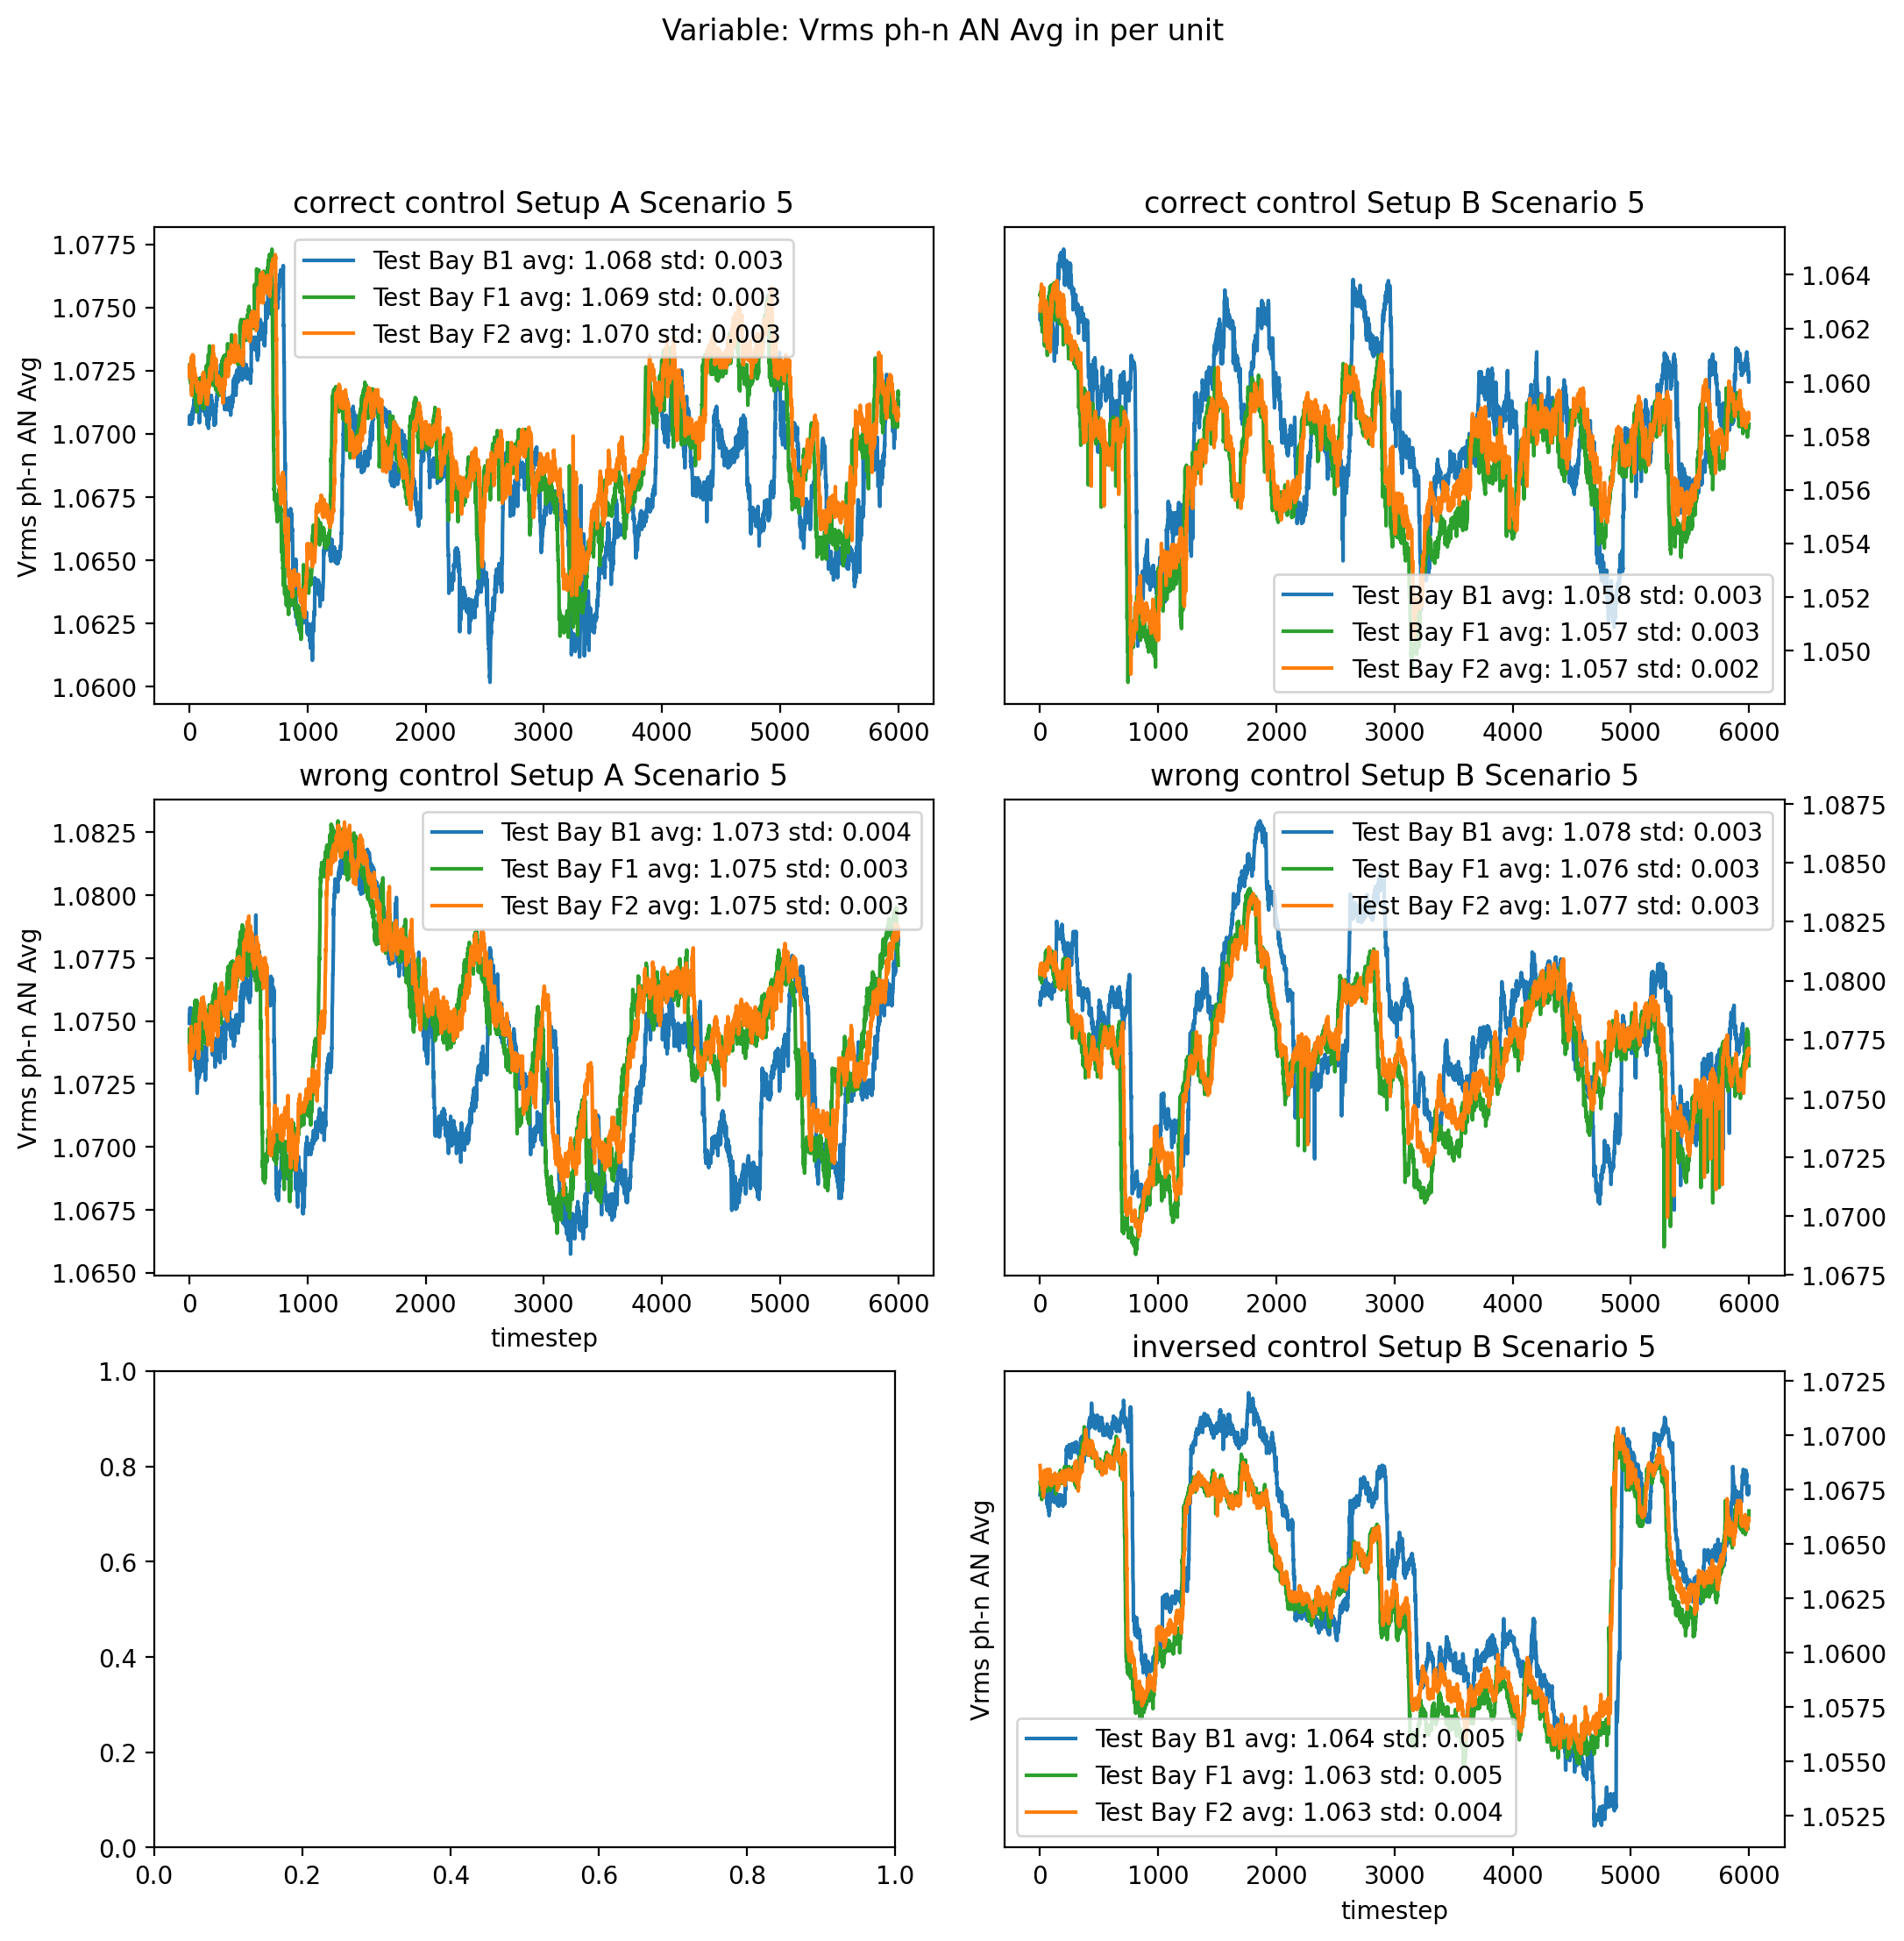 Variable: Vrms ph-n AN Avg in per unit
correct control Setup A Scenario 5
Vrms ph-n AN Avg
1.0775
1.0750
1.0725
1.0700
1.0675
1.0650
1.0625
1.0600
Test Bay B1 avg: 1.068 std: 0.003
Test Bay F1 avg: 1.069 std: 0.003
Test Bay F2 avg: 1.070 std: 0.003
0 1000 2000 3000 4000 5000 6000
correct control Setup B Scenario 5
1.064
1.062
1.060
1.058
1.056
1.054
1.052
1.050
Test Bay B1 avg: 1.058 std: 0.003
Test Bay F1 avg: 1.057 std: 0.003
Test Bay F2 avg: 1.057 std: 0.002
0 1000 2000 3000 4000 5000 6000
wrong control Setup A Scenario 5
Vrms ph-n AN Avg
1.0825
1.0800
1.0775
1.0750
1.0725
1.0700
1.0675
1.0650
Test Bay B1 avg: 1.073 std: 0.004
Test Bay F1 avg: 1.075 std: 0.003
Test Bay F2 avg: 1.075 std: 0.003
0 1000 2000 3000 4000 5000 6000
timestep
wrong control Setup B Scenario 5
1.0875
1.0850
1.0825
1.0800
1.0775
1.0750
1.0725
1.0700
1.0675
Test Bay B1 avg: 1.078 std: 0.003
Test Bay F1 avg: 1.076 std: 0.003
Test Bay F2 avg: 1.077 std: 0.003
0 1000 2000 3000 4000 5000 6000
1.0
0.8
0.6
0.4
0.2
0.0
0.0 0.2 0.4 0.6 0.8 1.0
inversed control Setup B Scenario 5
Vrms ph-n AN Avg
1.0725
1.0700
1.0675
1.0650
1.0625
1.0600
1.0575
1.0550
1.0525
Test Bay B1 avg: 1.064 std: 0.005
Test Bay F1 avg: 1.063 std: 0.005
Test Bay F2 avg: 1.063 std: 0.004
0 1000 2000 3000 4000 5000 6000
timestep